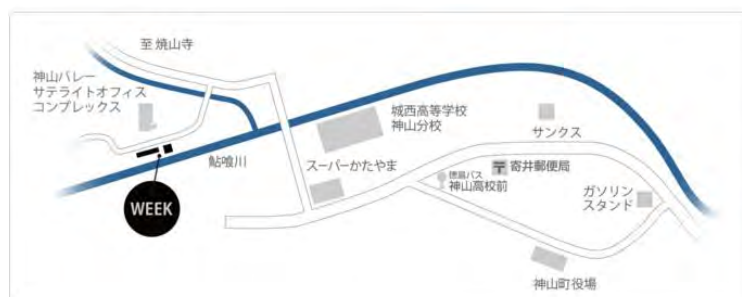 至 焼山寺
神山バレー
サテライトオフィス
コンプレックス
城西高等学校
神山分校
サンクス
鮎喰川
スーパーかたやま
徳島バス
神山高校前
寄井郵便局
ガソリン
スタンド
WEEK
神山町役場